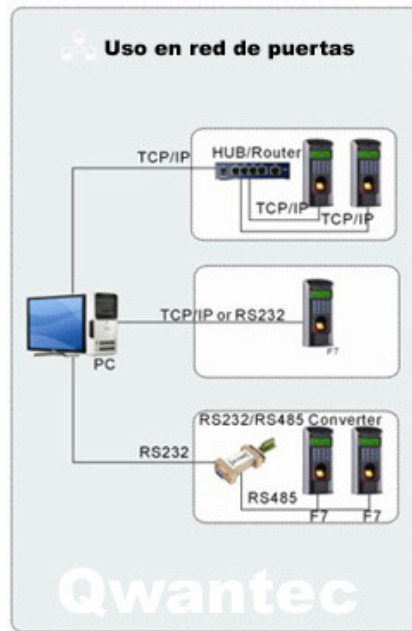 Uso en red de puertas
TCP/IP
HUB/Router
TCP/IP
TCP/IP
TCP/IP or RS232
F7
PC
RS232/RS485 Converter
RS232
RS485
F7
F7
Qwantec